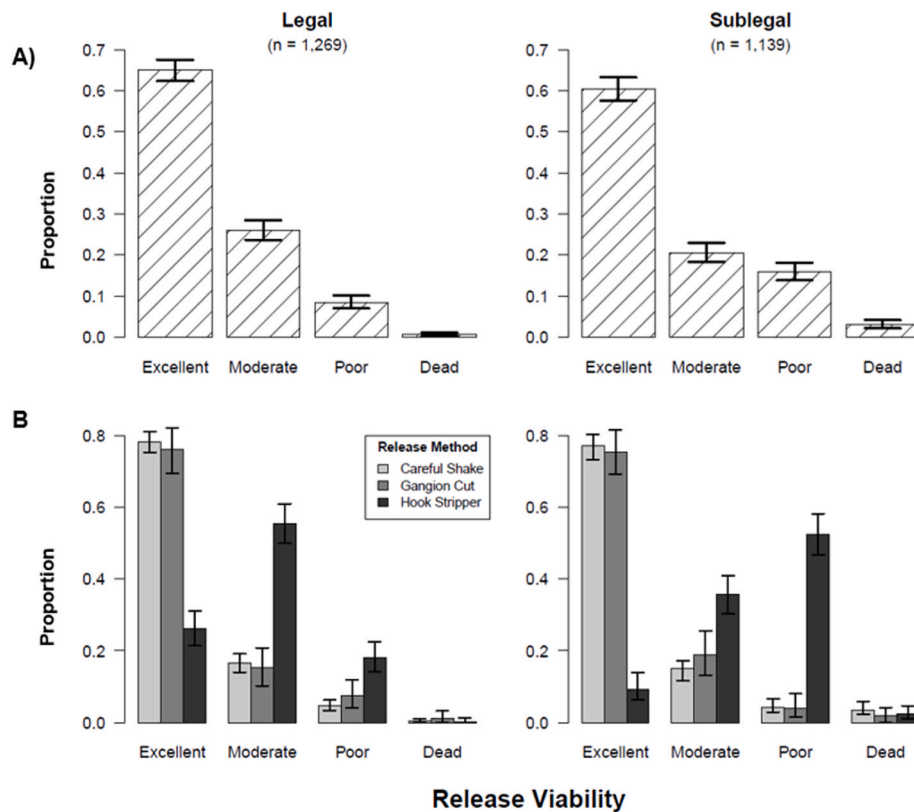 Legal
(n = 1,269)
Sublegal
(n = 1,139)
A)
Proportion
0.7
0.6
0.5
0.4
0.3
0.2
0.1
0.0
Excellent Moderate Poor Dead
0.7
0.6
0.5
0.4
0.3
0.2
0.1
0.0
Excellent Moderate Poor Dead
B
Proportion
0.8
0.6
0.4
0.2
0.0
Release Method
Careful Shake
Gangion Cut
Hook Stripper
Excellent Moderate Poor Dead
0.8
0.6
0.4
0.2
0.0
Excellent Moderate Poor Dead
Release Viability